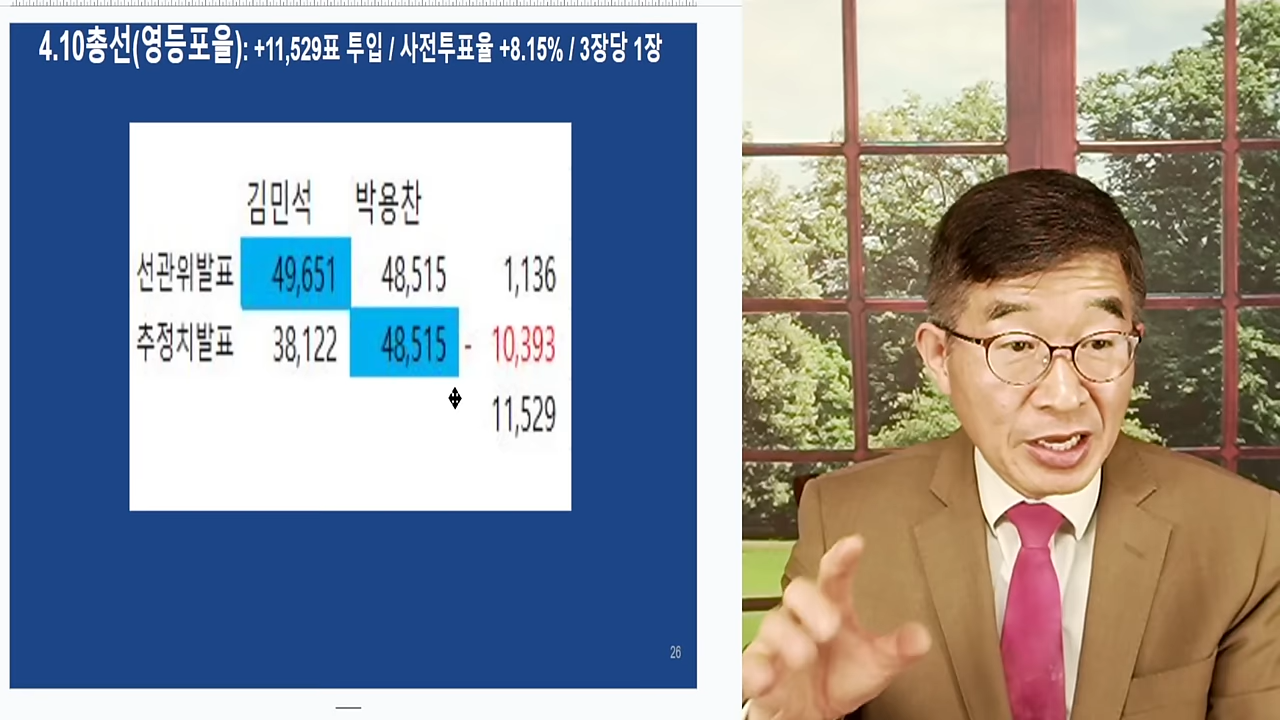 4.10총선(영등포을): +11,529표 투입 / 사전투표율 +8.15% / 3장당 1장
김민석 박용찬
선관위발표 49,651 48,515 1,136
추정치발표 38,122 48,515 - 10,393
11,529
26